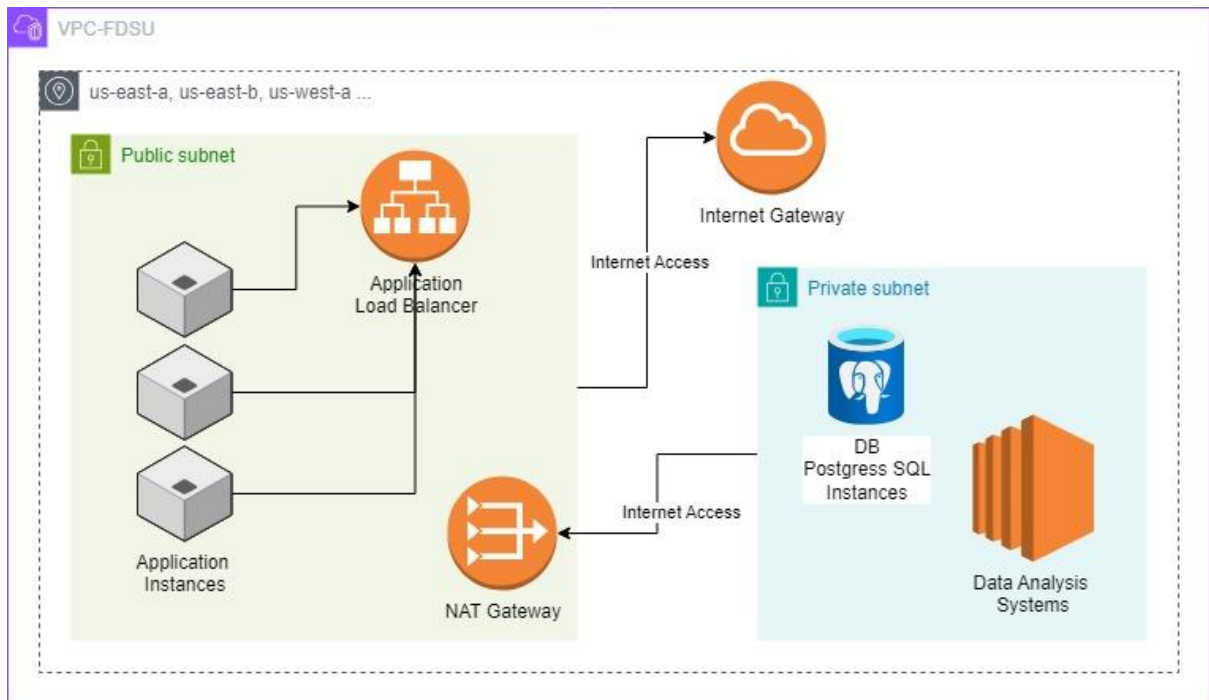 VPC-FDSU
us-east-a, us-east-b, us-west-a ...
Public subnet
Application
Load Balancer
Internet Gateway
Internet Access
Private subnet
DB
Postgress SQL
Instances
Internet Access
Application
Instances
NAT Gateway
Data Analysis
Systems